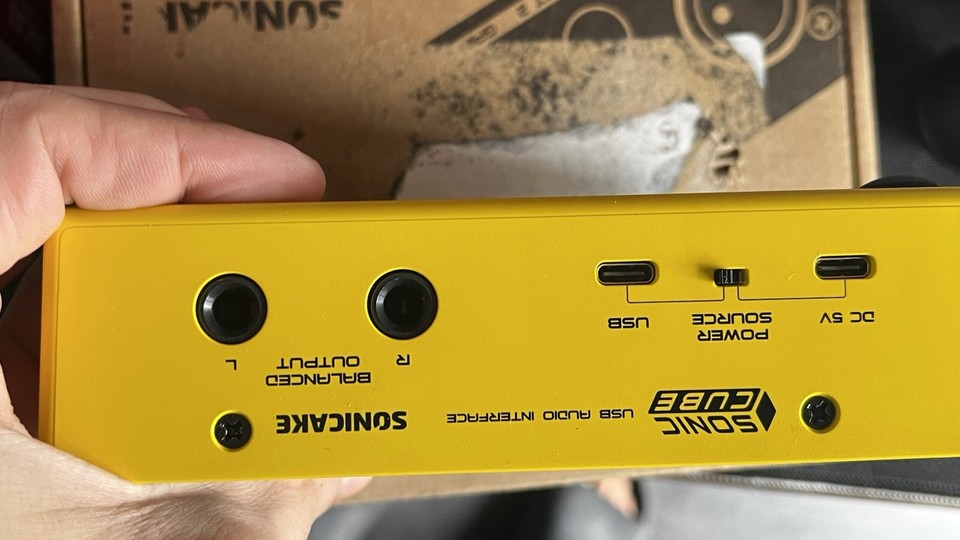 SONIC
CUBE
USB AUDIO INTERFACE
SONICAKE
DC 5V
POWER
SOURCE
USB
R
BALANCED
OUTPUT
L